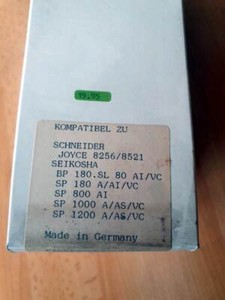 19.95
KOMPATIBEL ZU
SCHNEIDER
JOYCE 8256/8521
SEIKOSHA
BP 180.SL 80 AI/VC
SP 180 A/AI/VC
SP 800 AI
SP 1000 A/AS/VC
SP 1200 A/AS/VC
Made in Germany